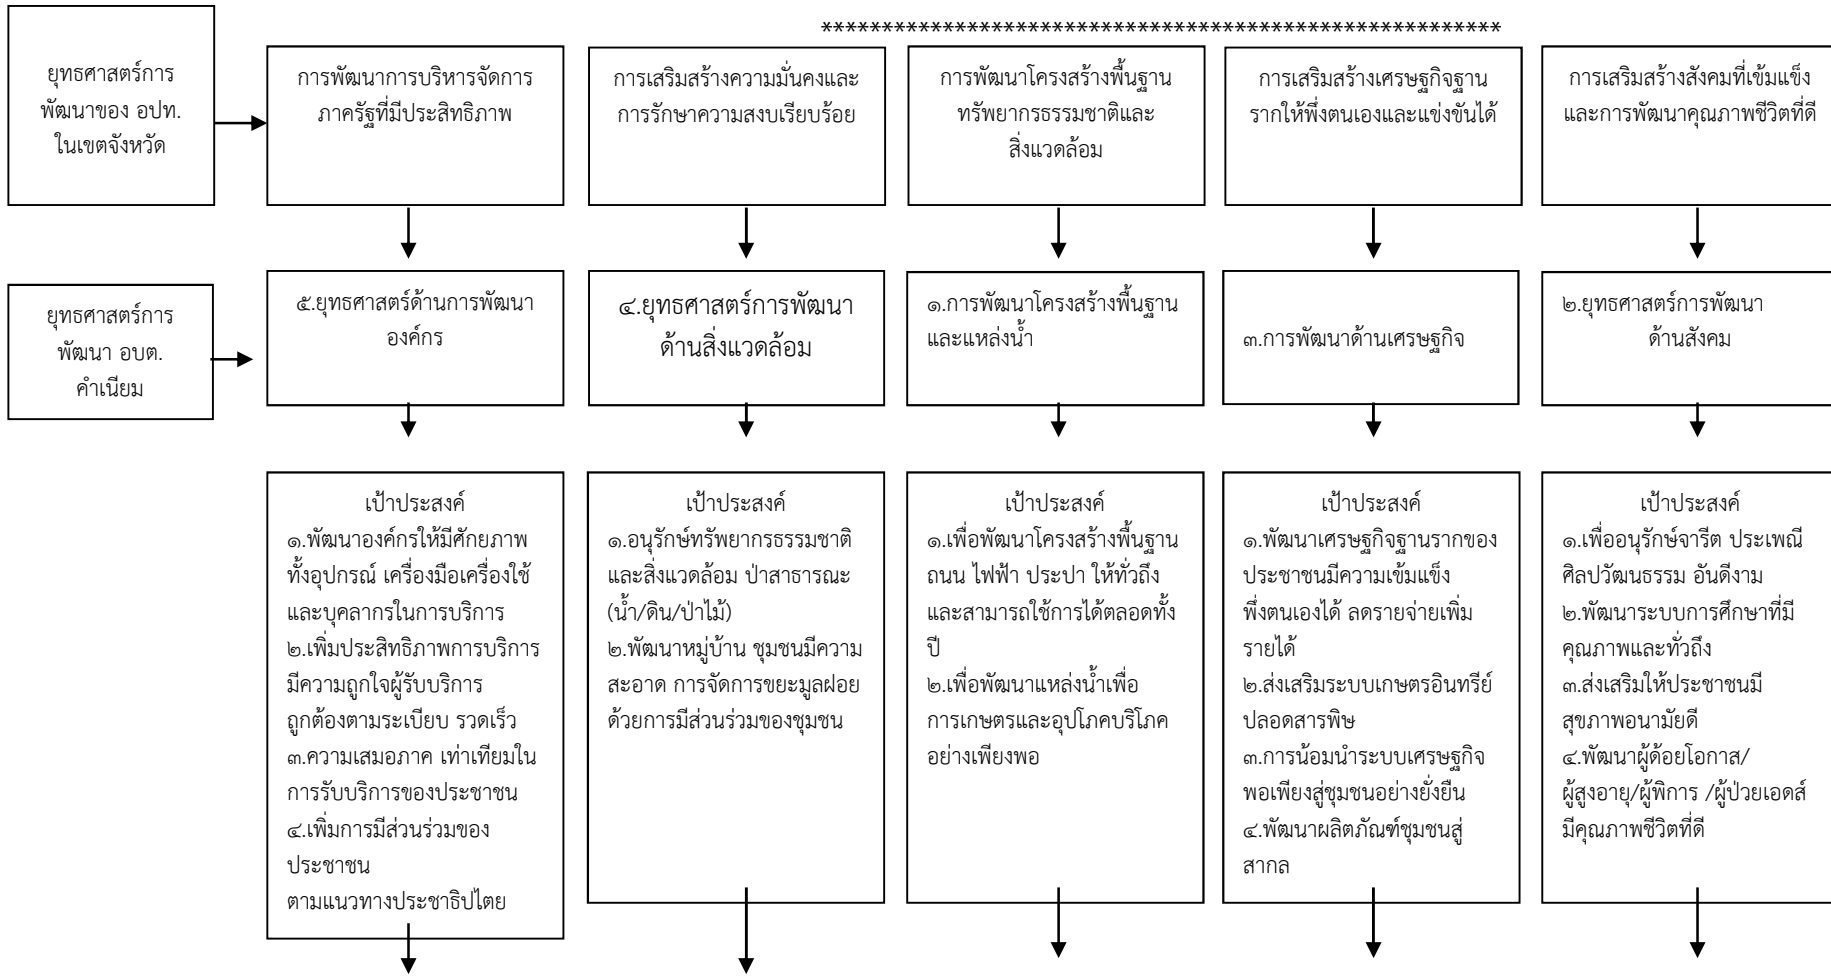 ********************************************************
ยุทธศาสตร์การ
พัฒนาของ อปท.
ในเขตจังหวัด
การพัฒนาการบริหารจัดการ
ภาครัฐที่มีประสิทธิภาพ
การเสริมสร้างความมั่นคงและ
การรักษาความสงบเรียบร้อย
การพัฒนาโครงสร้างพื้นฐาน
ทรัพยากรธรรมชาติและ
สิ่งแวดล้อม
การเสริมสร้างเศรษฐกิจฐาน
รากให้พึ่งตนเองและแข่งขันได้
การเสริมสร้างสังคมที่เข้มแข็ง
และการพัฒนาคุณภาพชีวิตที่ดี
ยุทธศาสตร์การ
พัฒนา อบต.
คำเนียม
๕.ยุทธศาสตร์ด้านการพัฒนา
องค์กร
๔.ยุทธศาสตร์การพัฒนา
ด้านสิ่งแวดล้อม
๑.การพัฒนาโครงสร้างพื้นฐาน
และแหล่งน้ำ
๓.การพัฒนาด้านเศรษฐกิจ
๒.ยุทธศาสตร์การพัฒนา
ด้านสังคม
เป้าประสงค์
๑.พัฒนาองค์กรให้มีศักยภาพ
ทั้งอุปกรณ์ เครื่องมือเครื่องใช้
และบุคลากรในการบริการ
๒.เพิ่มประสิทธิภาพการบริการ
มีความถูกใจผู้รับบริการ
ถูกต้องตามระเบียบ รวดเร็ว
๓.ความเสมอภาค เท่าเทียมใน
การรับบริการของประชาชน
๔.เพิ่มการมีส่วนร่วมของ
ประชาชน
ตามแนวทางประชาธิปไตย
เป้าประสงค์
๑.อนุรักษ์ทรัพยากรธรรมชาติ
และสิ่งแวดล้อม ป่าสาธารณะ
(น้ำ/ดิน/ป่าไม้)
๒.พัฒนาหมู่บ้าน ชุมชนมีความ
สะอาด การจัดการขยะมูลฝอย
ด้วยการมีส่วนร่วมของชุมชน
เป้าประสงค์
๑.เพื่อพัฒนาโครงสร้างพื้นฐาน
ถนน ไฟฟ้า ประปา ให้ทั่วถึง
และสามารถใช้การได้ตลอดทั้ง
ปี
๒.เพื่อพัฒนาแหล่งน้ำเพื่อ
การเกษตรและอุปโภคบริโภค
อย่างเพียงพอ
เป้าประสงค์
๑.พัฒนาเศรษฐกิจฐานรากของ
ประชาชนมีความเข้มแข็ง
พึ่งตนเองได้ ลดรายจ่ายเพิ่ม
รายได้
๒.ส่งเสริมระบบเกษตรอินทรีย์
ปลอดสารพิษ
๓.การน้อมนำระบบเศรษฐกิจ
พอเพียงสู่ชุมชนอย่างยั่งยืน
๔.พัฒนาผลิตภัณฑ์ชุมชนสู่
สากล
เป้าประสงค์
๑.เพื่ออนุรักษ์จารีต ประเพณี
ศิลปวัฒนธรรม อันดีงาม
๒.พัฒนาระบบการศึกษาที่มี
คุณภาพและทั่วถึง
๓.ส่งเสริมให้ประชาชนมี
สุขภาพอนามัยดี
๔.พัฒนาผู้ด้อยโอกาส/
ผู้สูงอายุ/ผู้พิการ /ผู้ป่วยเอดส์
มีคุณภาพชีวิตที่ดี